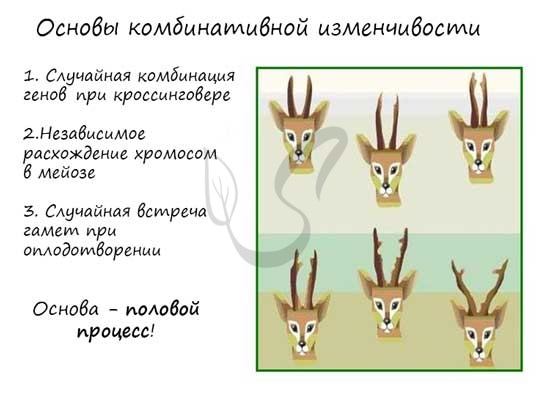 Основы комбинативной изменчивости
1. Случайная комбинация
генов при кроссинговере
2.Независимое
расхождение хромосом
в мейозе
3. Случайная встреча
гамет при
оплодотворении
Основа - половой
процесс!